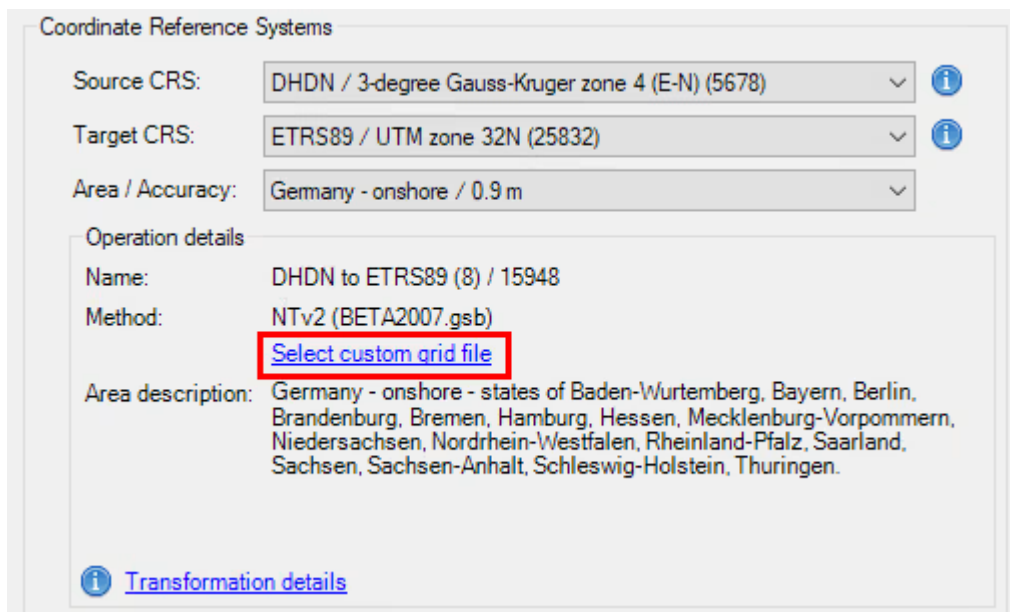 Coordinate Reference Systems
Source CRS: DHDN / 3-degree Gauss-Kruger zone 4 (E-N) (5678)
Target CRS: ETRS89 / UTM zone 32N (25832)
Area / Accuracy: Germany - onshore / 0.9 m
Operation details
Name: DHDN to ETRS89 (8) / 15948
Method: NTv2 (BETA2007.gsb)
Select custom grid file
Area description: Germany - onshore - states of Baden-Wurtemberg, Bayern, Berlin,
Brandenburg, Bremen, Hamburg, Hessen, Mecklenburg-Vorpommern,
Niedersachsen, Nordrhein-Westfalen, Rheinland-Pfalz, Saarland,
Sachsen, Sachsen-Anhalt, Schleswig-Holstein, Thuringen.
Transformation details